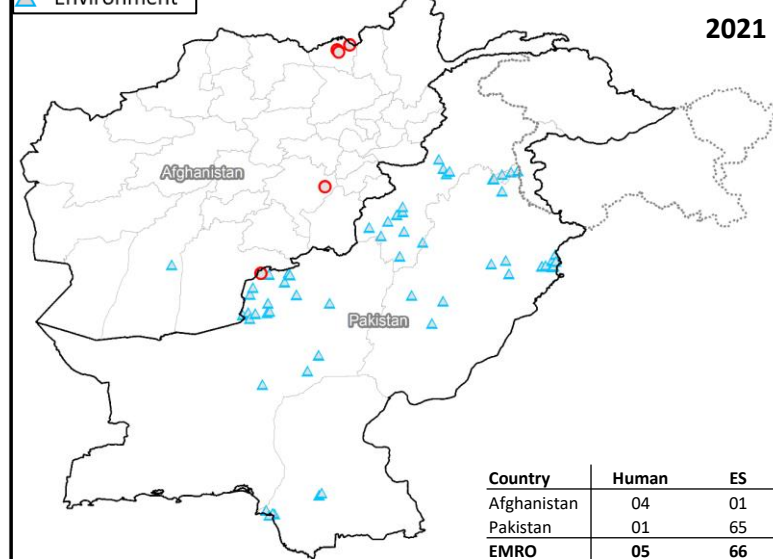 Environment
2021
Afghanistan
Pakistan
Country Human ES
Afghanistan 04 01
Pakistan 01 65
EMRO 05 66